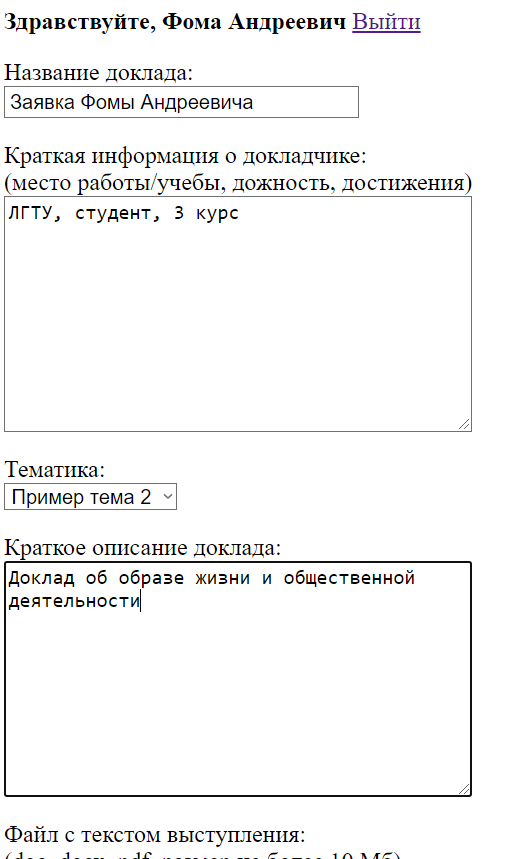 Здравствуйте, Фома Андреевич Выйти
Название доклада:
Заявка Фомы Андреевича
Краткая информация о докладчике:
(место работы/учебы, дожность, достижения)
ЛГТУ, студент, 3 курс
Тематика:
Пример тема 2
Краткое описание доклада:
Доклад об образе жизни и общественной
деятельности
Файл с текстом выступления:
(doc, docx, pdf, размер не более 10 Мб)